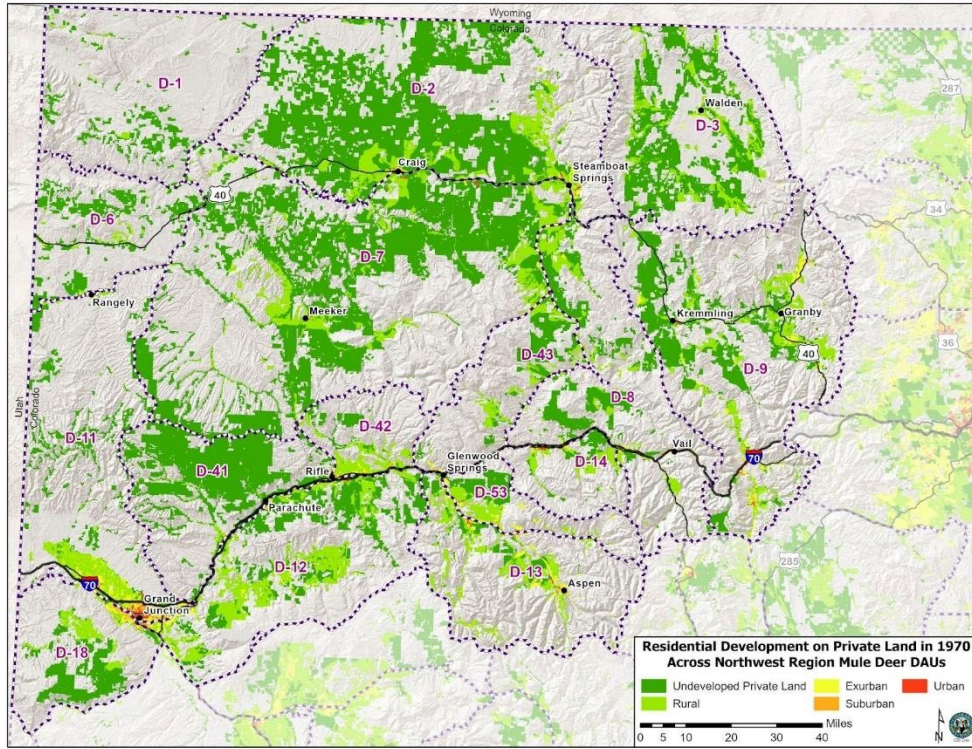 Wyoming
Colorado
287
D-1
D-2
Walden
D-3
Craig
Steamboat
Springs
40
34
D-6
D-7
Rangely
Meeker
Kremmling
Granby
36
40
D-43
D-9
Utah
Colorado
D-8
D-42
D-11
Vail
D-41
Glenwood
Springs
70
Rifle
D-14
D-53
Parachute
285
D-12
D-13
70
Aspen
Grand
Junction
D-18
Residential Development on Private Land in 1970
Across Northwest Region Mule Deer DAUs
Undeveloped Private Land
Exurban
Urban
Rural
Suburban
Miles
0 5 10 20 30 40
N